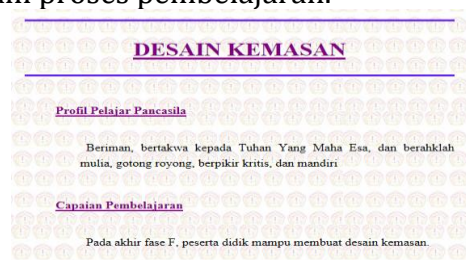 proses pembelajaran.
DESAIN KEMASAN
Profil Pelajar Pancasila
Beriman, bertakwa kepada Tuhan Yang Maha Esa, dan berahklah
mulia, gotong royong, berpikir kritis, dan mandiri
Capaian Pembelajaran
Pada akhir fase F, peserta didik mampu membuat desain kemasan.